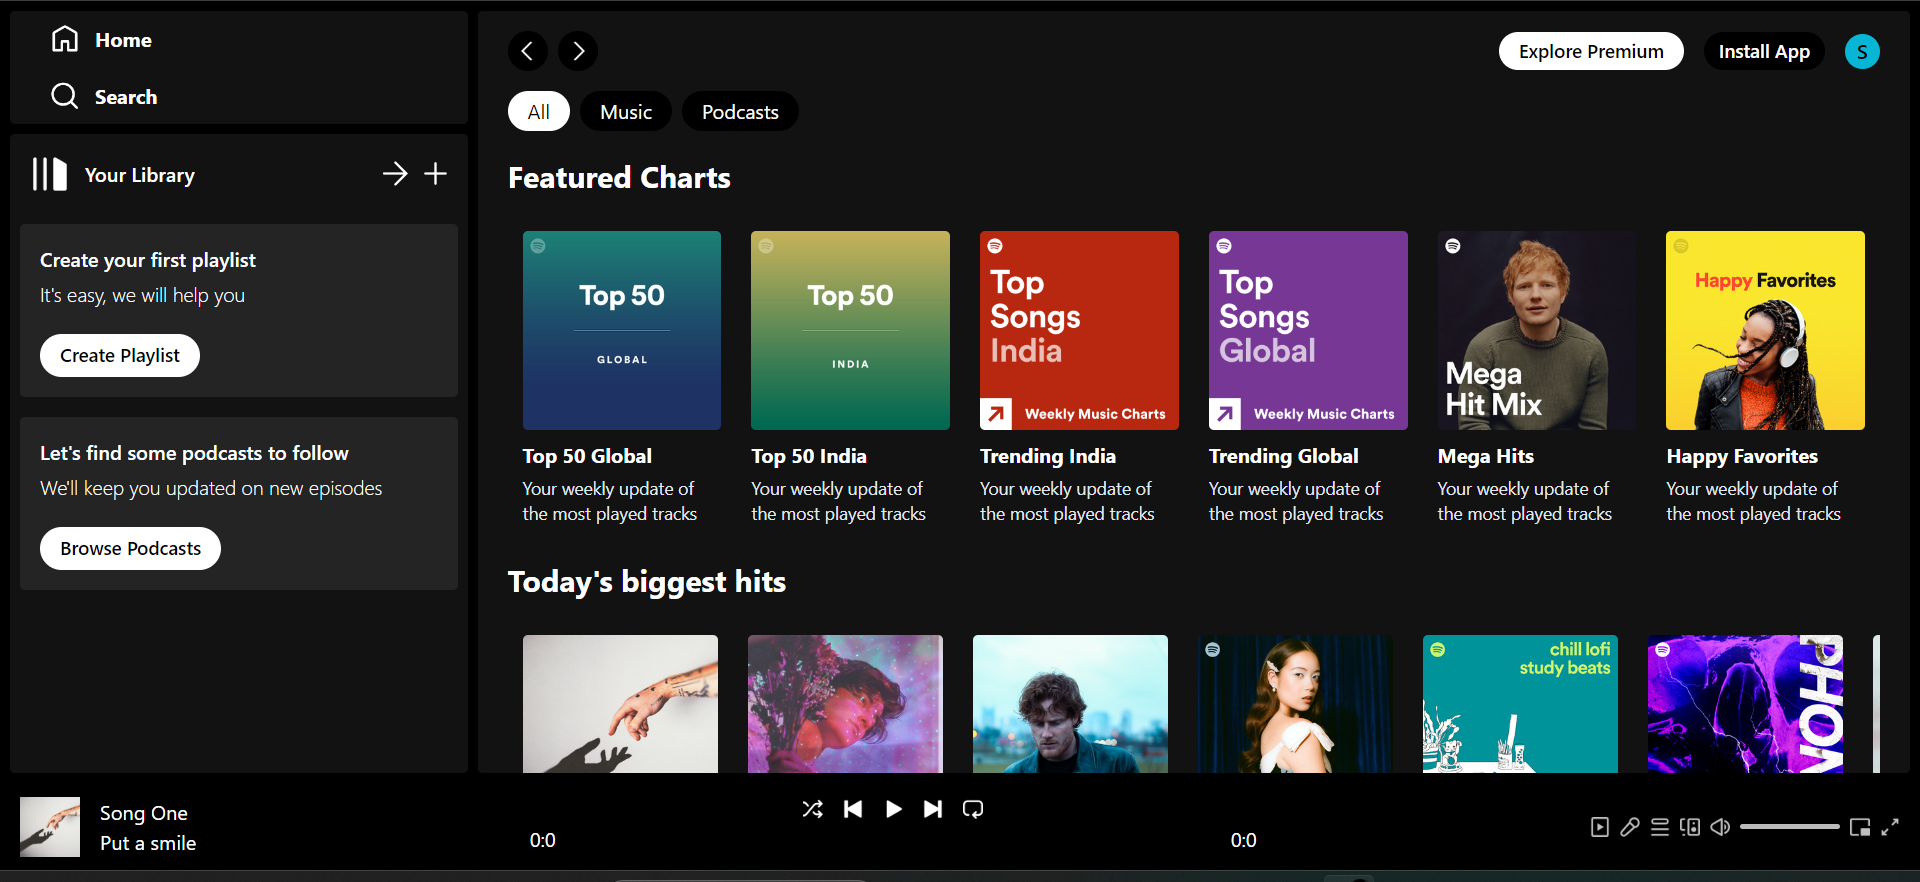 Home
Search
Your Library
Create your first playlist
It's easy, we will help you
Create Playlist
Let's find some podcasts to follow
We'll keep you updated on new episodes
Browse Podcasts
Explore Premium
Install App
S
All
Music
Podcasts
Featured Charts
Top 50
GLOBAL
Top 50 Global
Your weekly update of
the most played tracks
Top 50
INDIA
Top 50 India
Your weekly update of
the most played tracks
Top
Songs
India
Weekly Music Charts
Trending India
Your weekly update of
the most played tracks
Top
Songs
Global
Weekly Music Charts
Trending Global
Your weekly update of
the most played tracks
Mega
Hit Mix
Mega Hits
Your weekly update of
the most played tracks
Happy Favorites
Happy Favorites
Your weekly update of
the most played tracks
Today's biggest hits
chill lofi
study beats
Song One
Put a smile
0:0
0:0